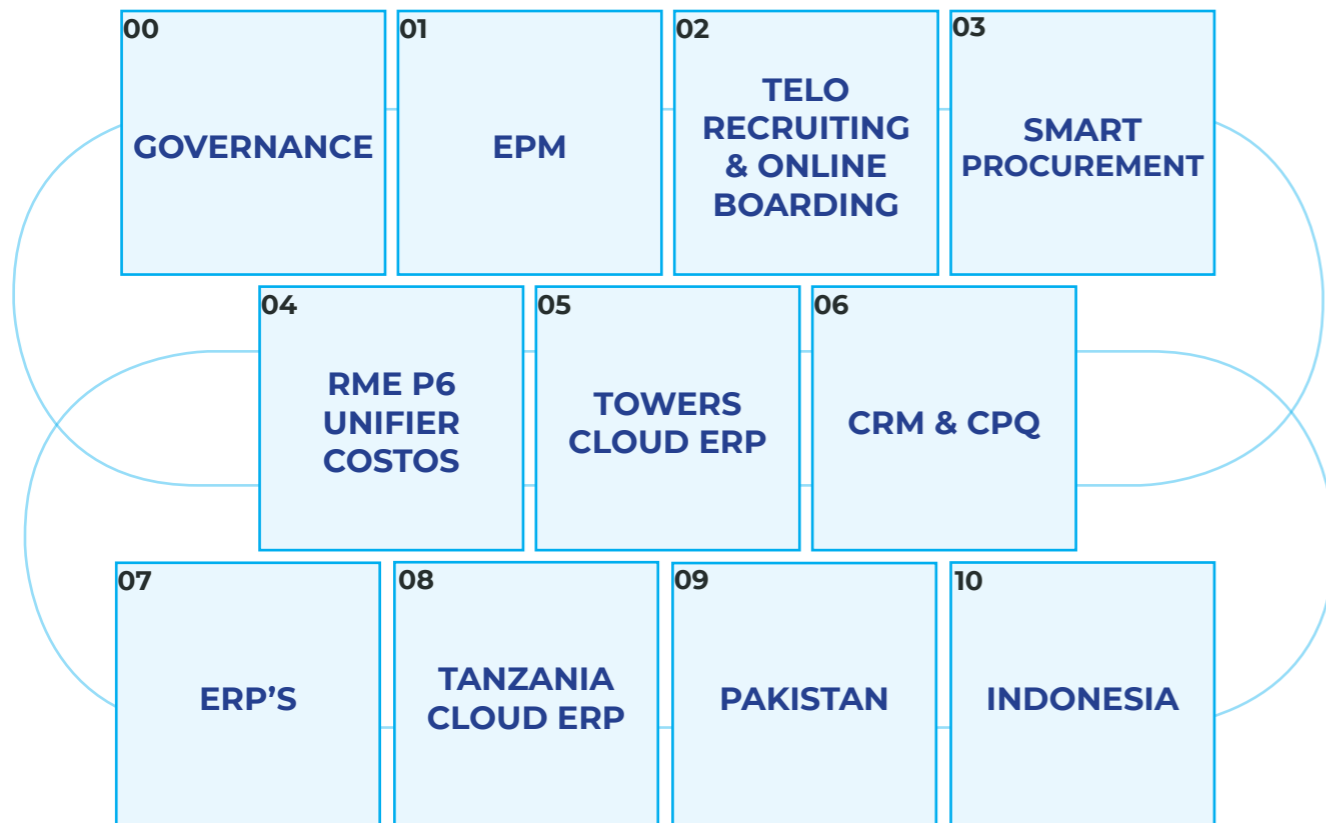 00
GOVERNANCE
01
EPM
02
TELO
RECRUITING
& ONLINE
BOARDING
03
SMART
PROCUREMENT
04
RME P6
UNIFIER
COSTOS
05
TOWERS
CLOUD ERP
06
CRM & CPQ
07
ERP’S
08
TANZANIA
CLOUD ERP
09
PAKISTAN
10
INDONESIA